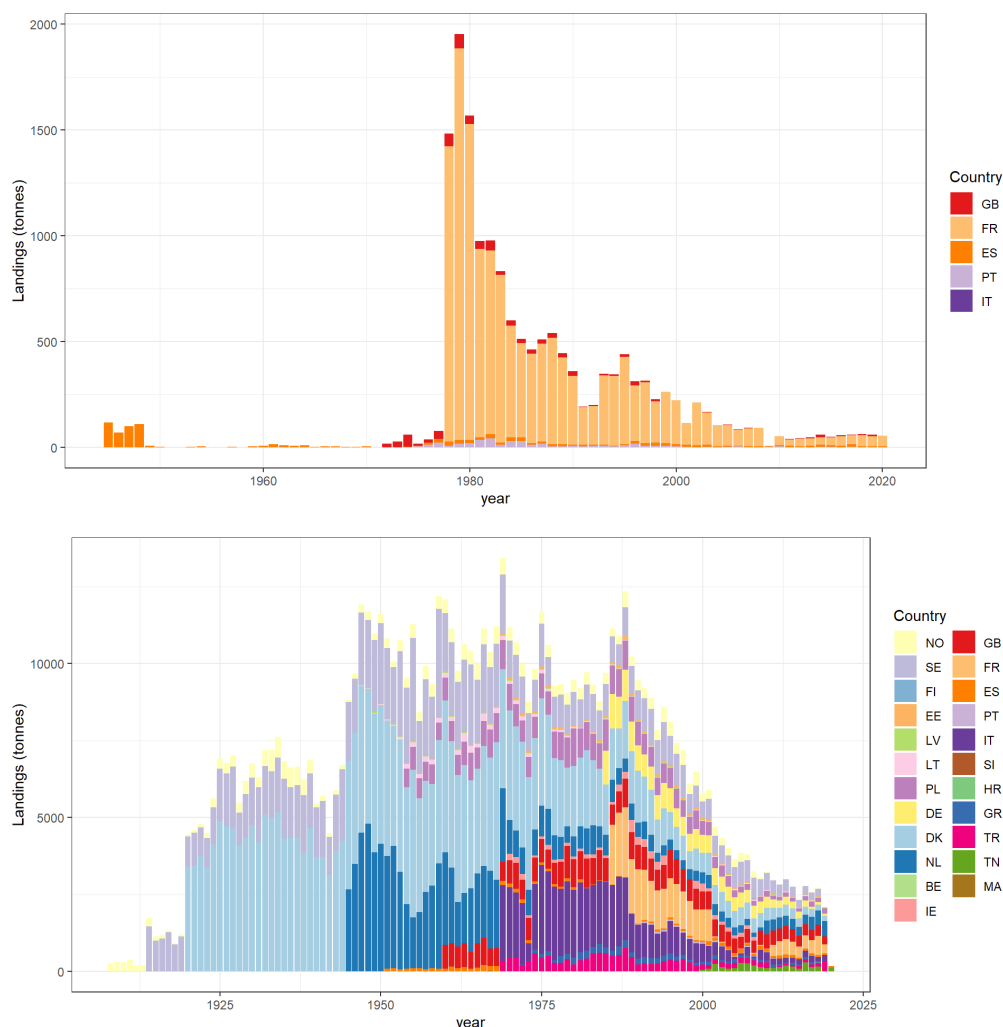 2000
1500
1000
500
0
Landings (tonnes)
1960
1980
2000
2020
year
Country
GB
FR
ES
PT
IT
10000
5000
0
Landings (tonnes)
1925
1950
1975
2000
2025
year
Country
NO GB
SE FR
FI ES
EE PT
LV IT
LT SI
PL HR
DE GR
DK TR
NL TN
BE MA
IE